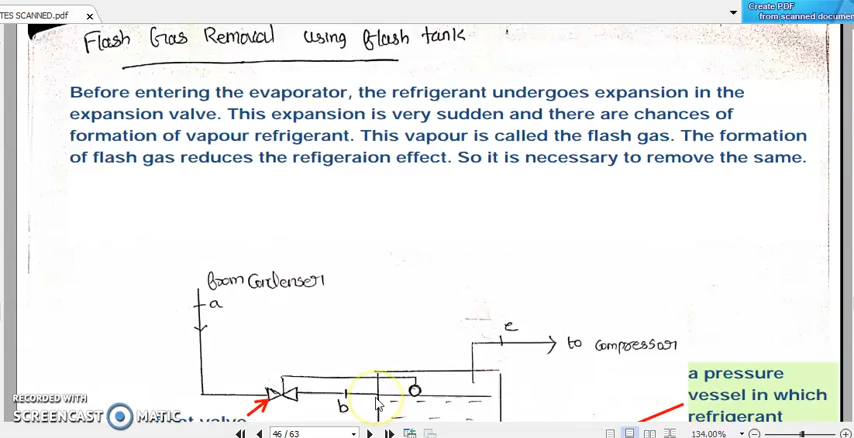 TES SCANNED.pdf ×
Create PDF
from scanned documen
Flash Gas Removal using flash tank
Before entering the evaporator, the refrigerant undergoes expansion in the
expansion valve. This expansion is very sudden and there are chances of
formation of vapour refrigerant. This vapour is called the flash gas. The formation
of flash gas reduces the refigeraion effect. So it is necessary to remove the same.
from Condenser
a
e
to compressor
a pressure
vessel in which
refrigerant
b
t valve
RECORDED WITH
SCREENCAST MATIC
46 / 63
134.00%